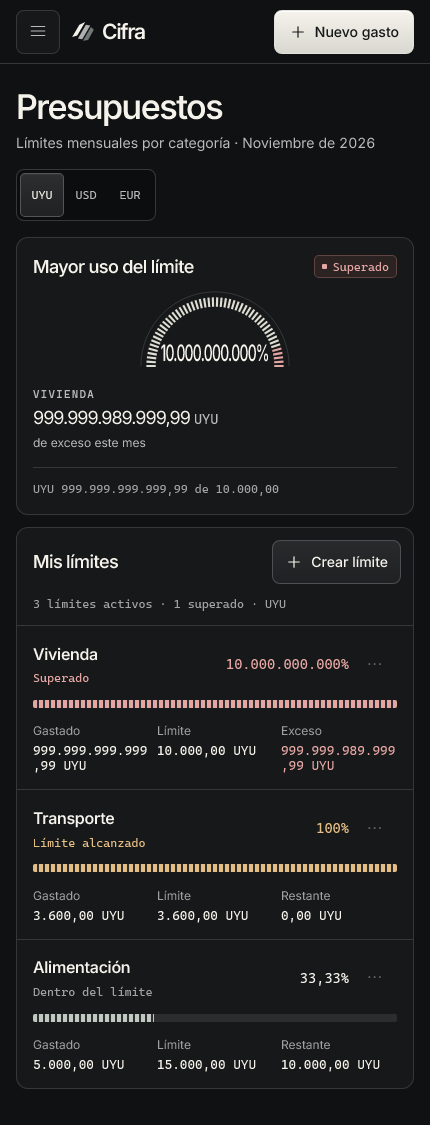 Cifra
Nuevo gasto
Presupuestos
Límites mensuales por categoría · Noviembre de 2026
UYU USD EUR
Mayor uso del límite
Superado
10.000.000.000%
VIVIENDA
999.999.989.999,99 UYU
de exceso este mes
UYU 999.999.999.999,99 de 10.000,00
Mis límites
Crear límite
3 límites activos · 1 superado · UYU
Vivienda
10.000.000.000% ...
Superado
Gastado Límite Exceso
999.999.999.999 10.000,00 UYU 999.999.989.999
,99 UYU ,99 UYU
Transporte
100% ...
Límite alcanzado
Gastado Límite Restante
3.600,00 UYU 3.600,00 UYU 0,00 UYU
Alimentación
33,33% ...
Dentro del límite
Gastado Límite Restante
5.000,00 UYU 15.000,00 UYU 10.000,00 UYU